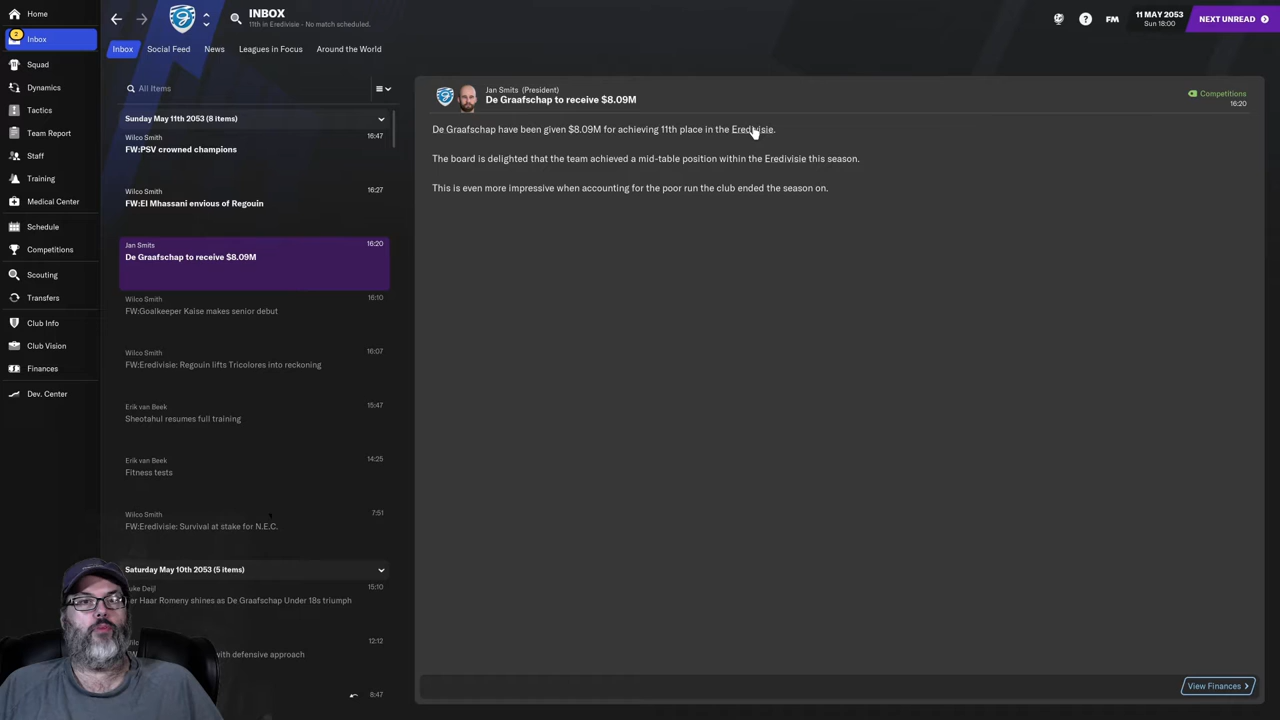 Home
INBOX
11th in Eredivisie - No match scheduled.
FM
11 MAY 2053
Sun 18:00
NEXT UNREAD
2
Inbox
Squad
Dynamics
Tactics
Team Report
Staff
Training
Medical Center
Schedule
Competitions
Scouting
Transfers
Club Info
Club Vision
Finances
Dev. Center
Inbox
Social Feed
News
Leagues in Focus
Around the World
All Items
Sunday May 11th 2053 (8 items)
Wilco Smith
16:47
FW:PSV crowned champions
Wilco Smith
16:27
FW:El Mhassani envious of Regouin
Jan Smits
16:20
De Graafschap to receive $8.09M
Wilco Smith
16:10
FW:Goalkeeper Kaise makes senior debut
Wilco Smith
16:07
FW:Eredivisie: Regouin lifts Tricolores into reckoning
Erik van Beek
15:47
Sheotahul resumes full training
Erik van Beek
14:25
Fitness tests
Wilco Smith
7:51
FW:Eredivisie: Survival at stake for N.E.C.
Saturday May 10th 2053 (5 items)
Deijl
15:10
Haar Romeny shines as De Graafschap Under 18s triumph
12:12
with defensive approach
8:47
Jan Smits (President)
De Graafschap to receive $8.09M
Competitions
16:20
De Graafschap have been given $8.09M for achieving 11th place in the Eredivisie.
The board is delighted that the team achieved a mid-table position within the Eredivisie this season.
This is even more impressive when accounting for the poor run the club ended the season on.
View Finances